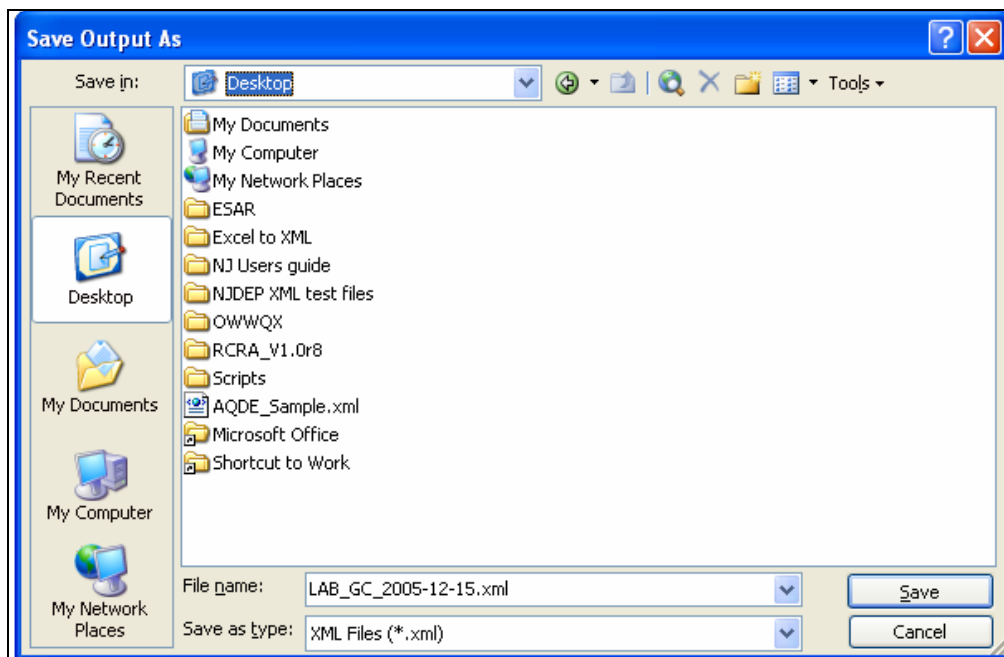 Save Output As
Save in:
Desktop
Tools
My Recent
Documents
Desktop
My Documents
My Computer
My Network
Places
My Documents
My Computer
My Network Places
ESAR
Excel to XML
NJ Users guide
NJDEP XML test files
OWWQX
RCRA_V1.0r8
Scripts
AQDE_Sample.xml
Microsoft Office
Shortcut to Work
File name:
LAB_GC_2005-12-15.xml
Save
Save as type:
XML Files (*.xml)
Cancel